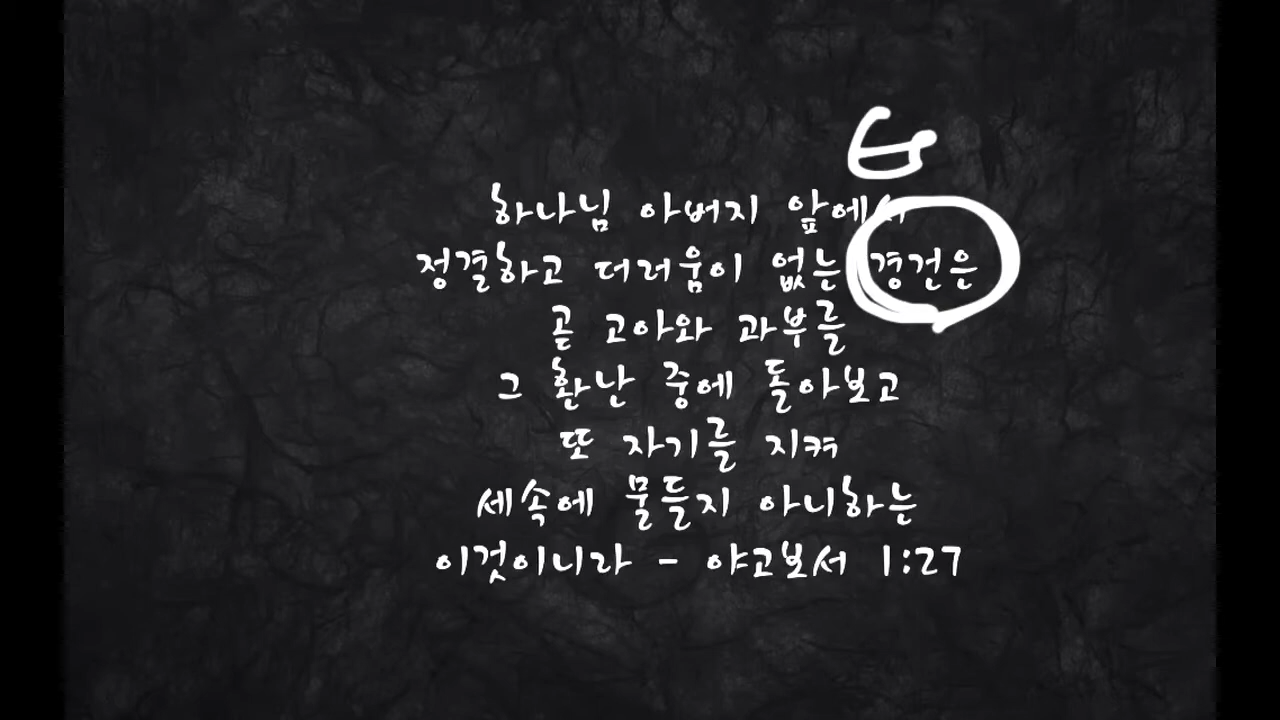 하나님 아버지 앞에서
정결하고 더러움이 없는 경건은
곧 고아와 과부를
그 환난 중에 돌아보고
또 자기를 지켜
세속에 물들지 아니하는
이것이니라 - 야고보서 1:27